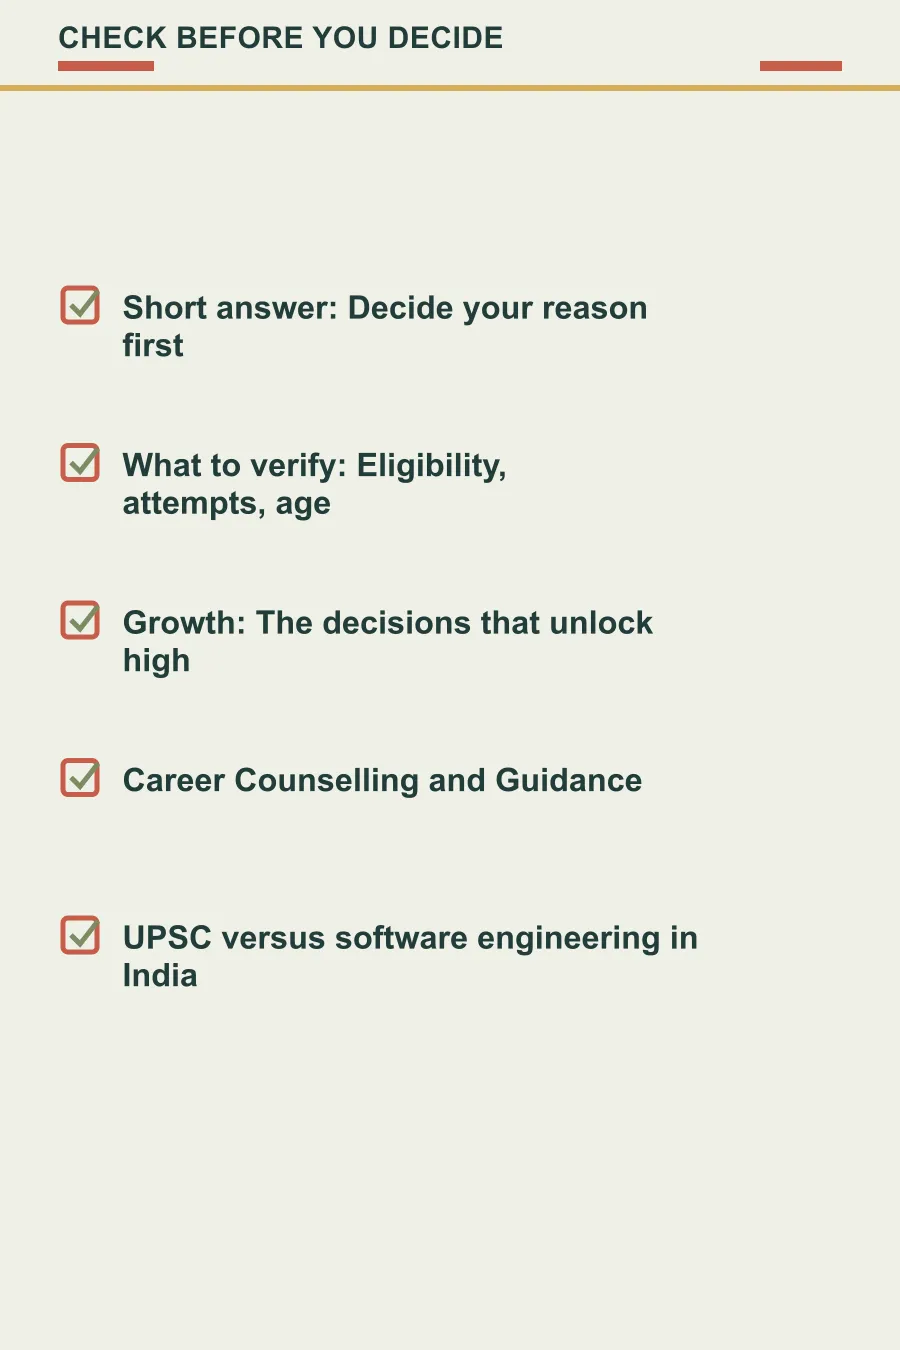 CHECK BEFORE YOU DECIDE
Short answer: Decide your reason
first
What to verify: Eligibility,
attempts, age
Growth: The decisions that unlock
high
Career Counselling and Guidance
UPSC versus software engineering in
India